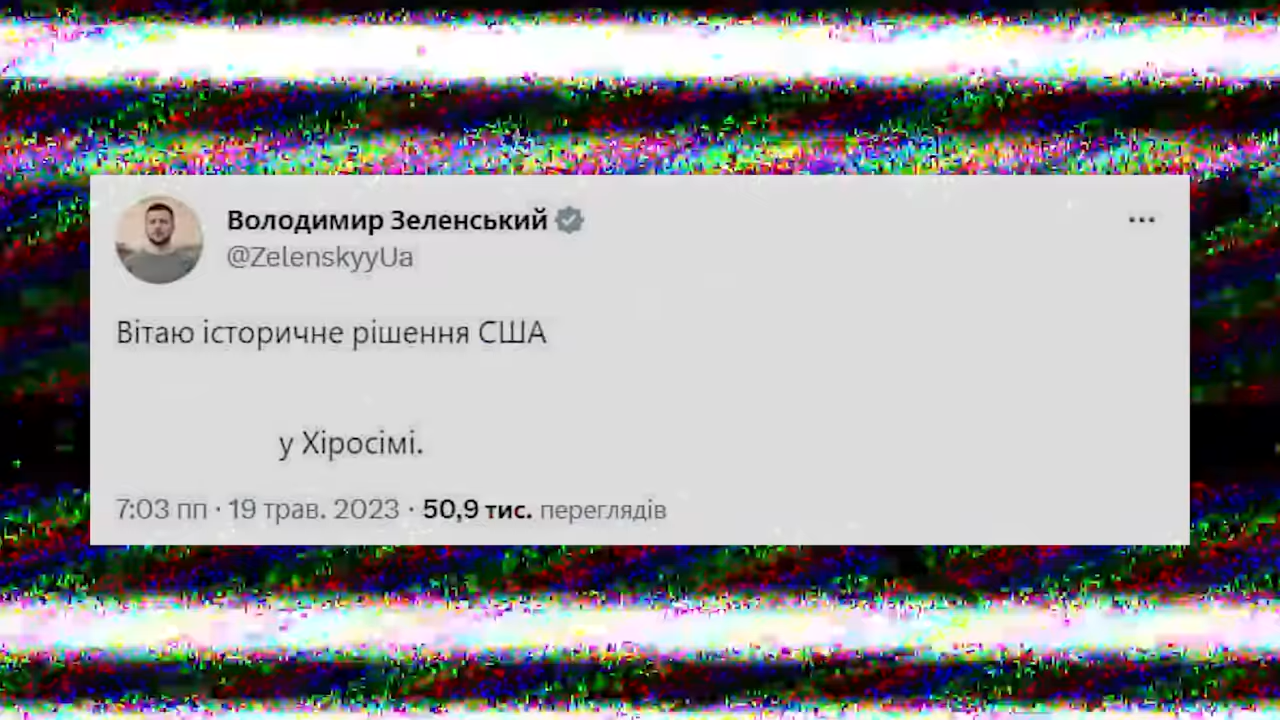 Володимир Зеленський
@ZelenskyyUa
Вітаю історичне рішення США
у Хіросімі.
7:03 пп · 19 трав. 2023 · 50,9 тис. переглядів